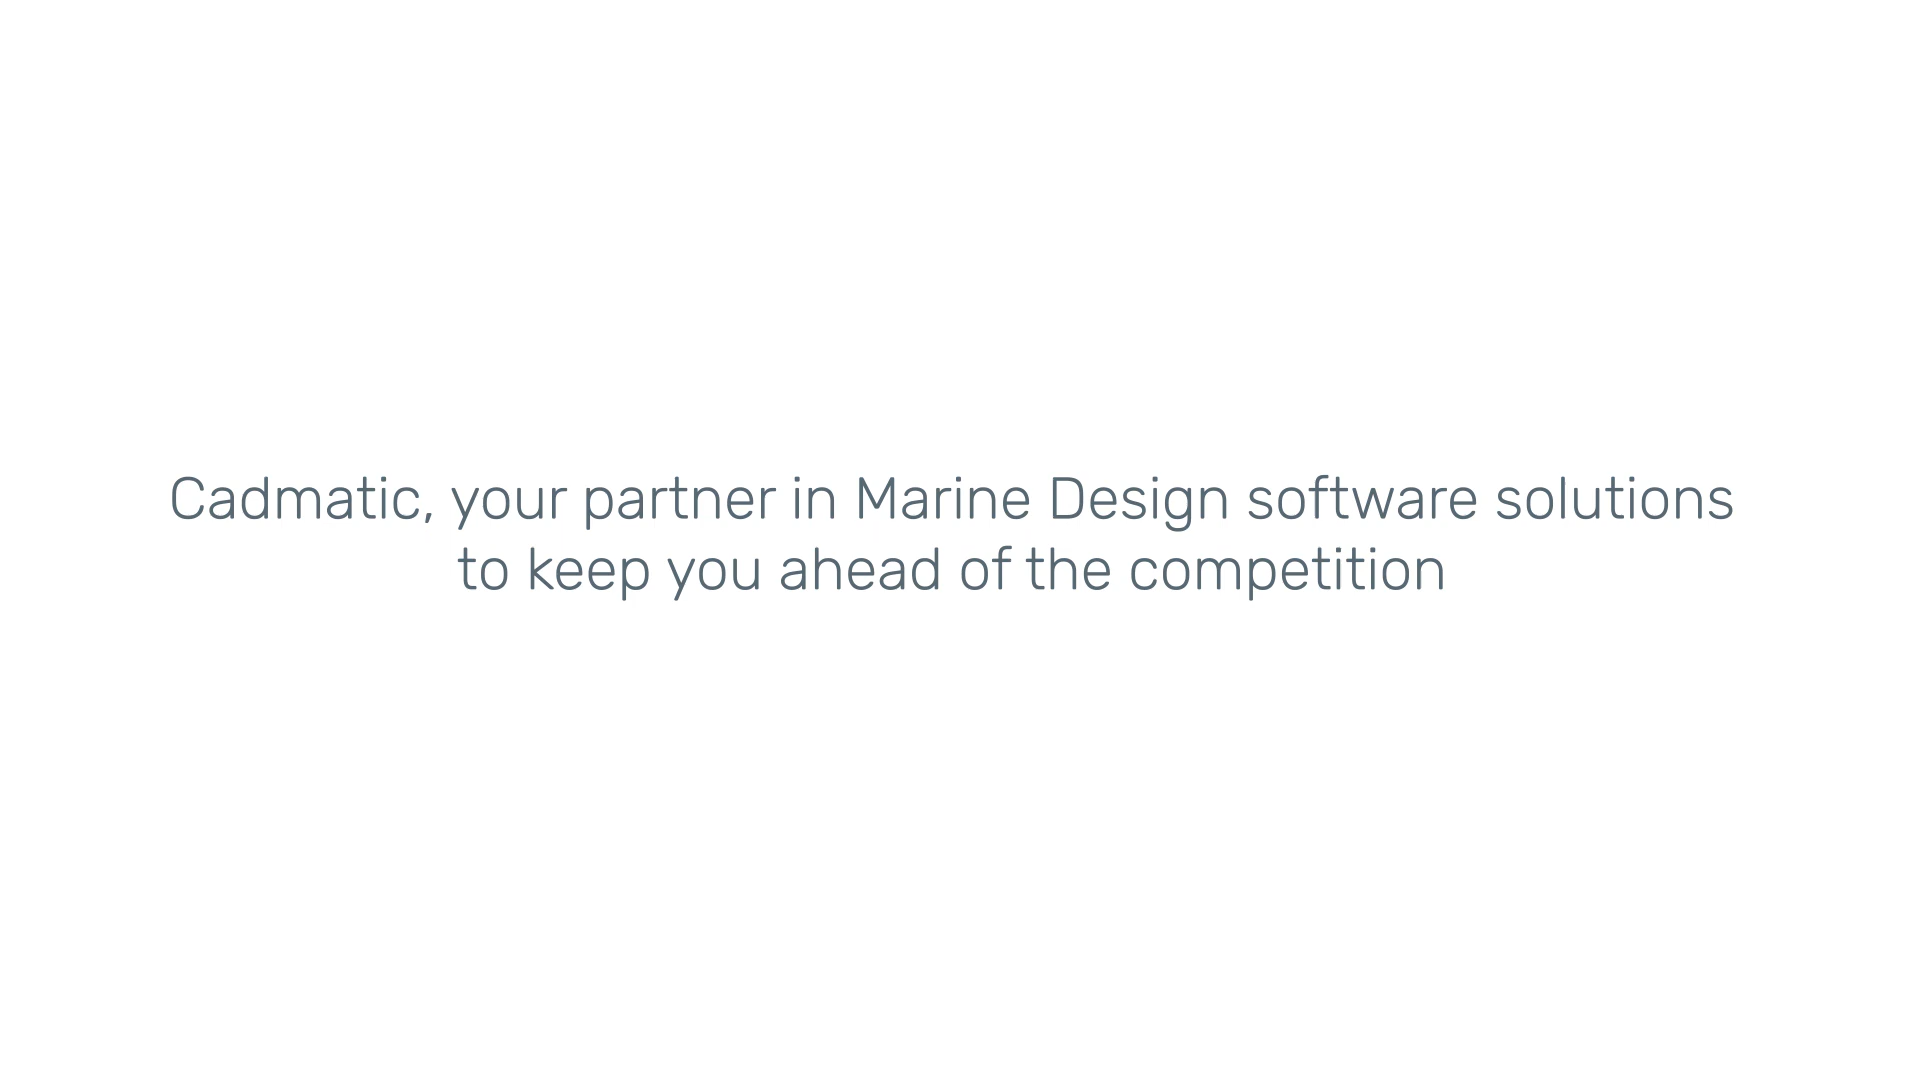 Cadmatic, your partner in Marine Design software solutions
to keep you ahead of the competition